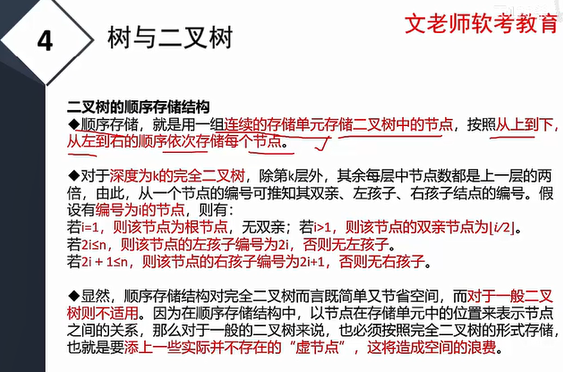 文老师软考教育
4
树与二叉树
二叉树的顺序存储结构
◆顺序存储，就是用一组连续的存储单元存储二叉树中的节点，按照从上到下，
从左到右的顺序依次存储每个节点。
◆对于深度为k的完全二叉树，除第k层外，其余每层中节点数都是上一层的两
倍，由此，从一个节点的编号可推知其双亲、左孩子、右孩子结点的编号。假
设有编号为i的节点，则有：
若i=1，则该节点为根节点，无双亲；若i>1，则该节点的双亲节点为⌊i/2⌋。
若2i≤n，则该节点的左孩子编号为2i，否则无左孩子。
若2i＋1≤n，则该节点的右孩子编号为2i+1，否则无右孩子。
◆显然，顺序存储结构对完全二叉树而言既简单又节省空间，而对于一般二叉
树则不适用。因为在顺序存储结构中，以节点在存储单元中的位置来表示节点
之间的关系，那么对于一般的二叉树来说，也必须按照完全二叉树的形式存储，
也就是要添上一些实际并不存在的“虚节点”，这将造成空间的浪费。